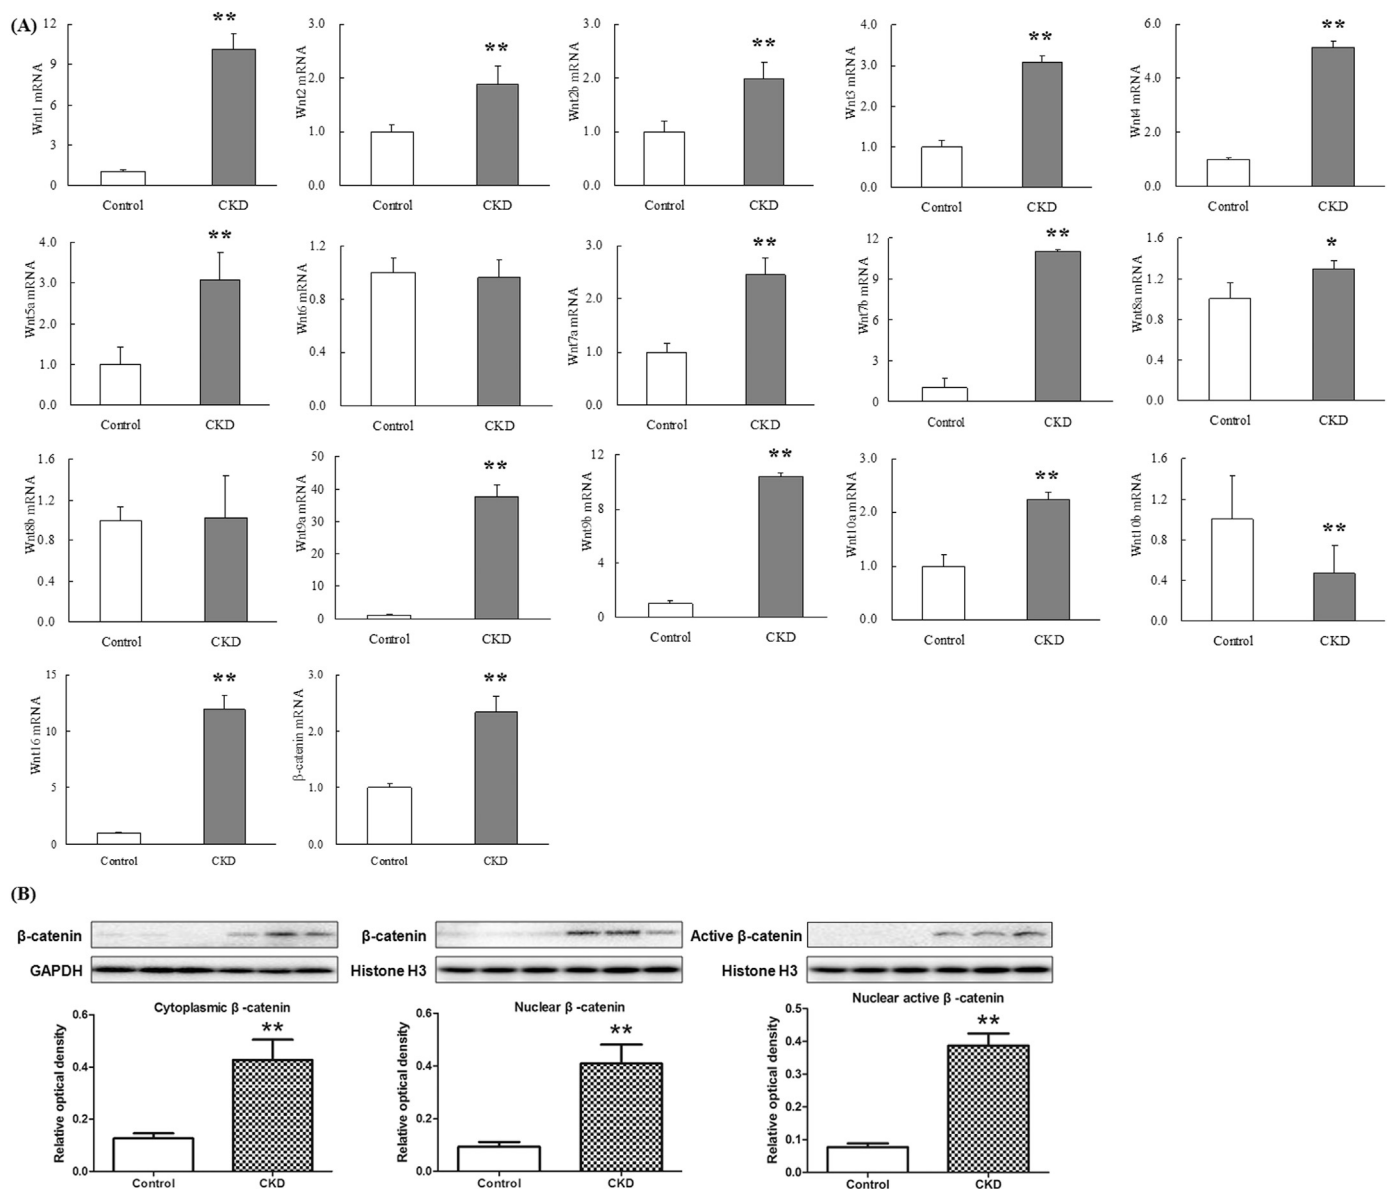 (A)
Wnt1 mRNA
12
9
6
3
0
**
Control
CKD
Wnt2 mRNA
3.0
2.0
1.0
0.0
**
Control
CKD
Wnt2b mRNA
3.0
2.0
1.0
0.0
**
Control
CKD
Wnt3 mRNA
4.0
3.0
2.0
1.0
0.0
**
Control
CKD
Wnt4 mRNA
6.0
4.0
2.0
0.0
**
Control
CKD
Wnt5a mRNA
4.0
3.0
2.0
1.0
0.0
**
Control
CKD
Wnt6 mRNA
1.2
0.8
0.4
0.0
Control
CKD
Wnt7a mRNA
3.0
2.0
1.0
0.0
**
Control
CKD
Wnt7b mRNA
12
9
6
3
0
**
Control
CKD
Wnt8a mRNA
1.6
1.2
0.8
0.4
0.0
*
Control
CKD
Wnt8b mRNA
1.6
1.2
0.8
0.4
0.0
Control
CKD
Wnt9a mRNA
50
40
30
20
10
0
**
Control
CKD
Wnt9b mRNA
12
8
4
0
**
Control
CKD
Wnt10a mRNA
3.0
2.0
1.0
0.0
**
Control
CKD
Wnt10b mRNA
1.6
1.2
0.8
0.4
0.0
**
Control
CKD
Wnt16 mRNA
15
10
5
0
**
Control
CKD
β-catenin mRNA
3.0
2.0
1.0
0.0
**
Control
CKD
(B)
β-catenin
GAPDH
β-catenin
Histone H3
Active β-catenin
Histone H3
Cytoplasmic β -catenin
Relative optical density
0.6
0.4
0.2
0.0
**
Control
CKD
Nuclear β -catenin
Relative optical density
0.6
0.4
0.2
0.0
**
Control
CKD
Nuclear active β -catenin
Relative optical density
0.5
0.4
0.3
0.2
0.1
0.0
**
Control
CKD